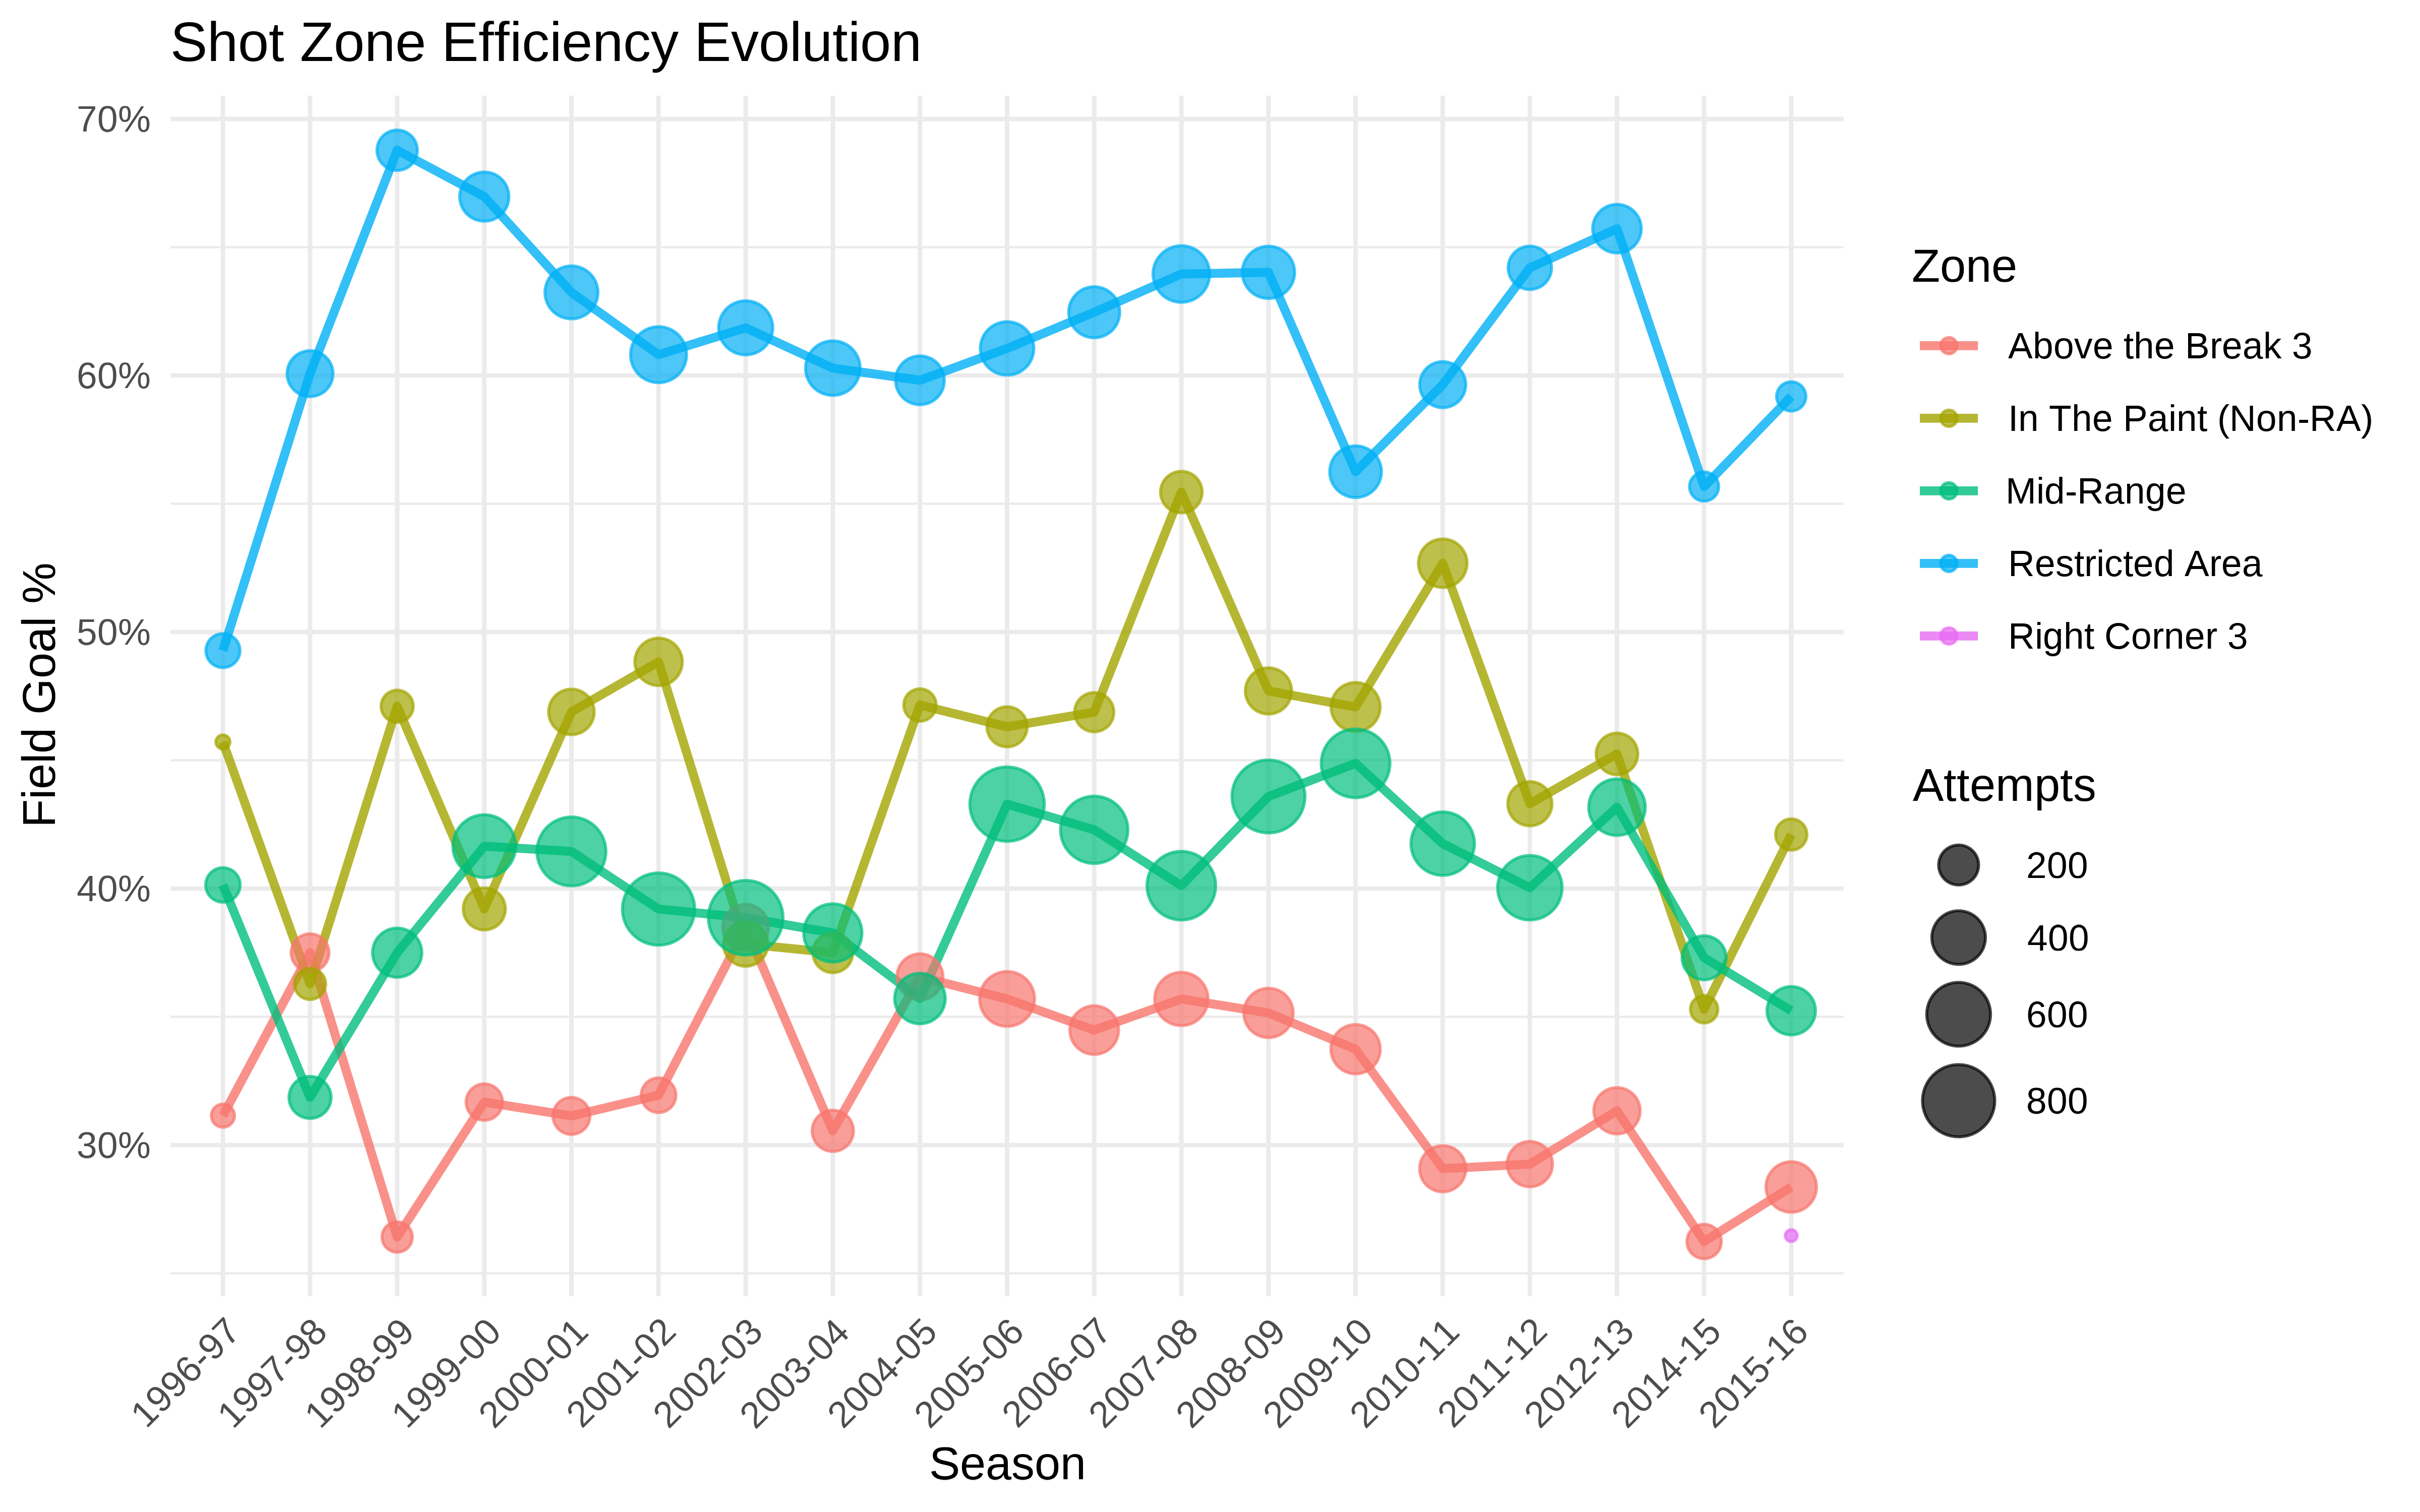 Shot Zone Efficiency Evolution
70%
60%
50%
40%
30%
Field Goal %
1996-97
1997-98
1998-99
1999-00
2000-01
2001-02
2002-03
2003-04
2004-05
2005-06
2006-07
2007-08
2008-09
2009-10
2010-11
2011-12
2012-13
2014-15
2015-16
Season
Zone
Above the Break 3
In The Paint (Non-RA)
Mid-Range
Restricted Area
Right Corner 3
Attempts
200
400
600
800